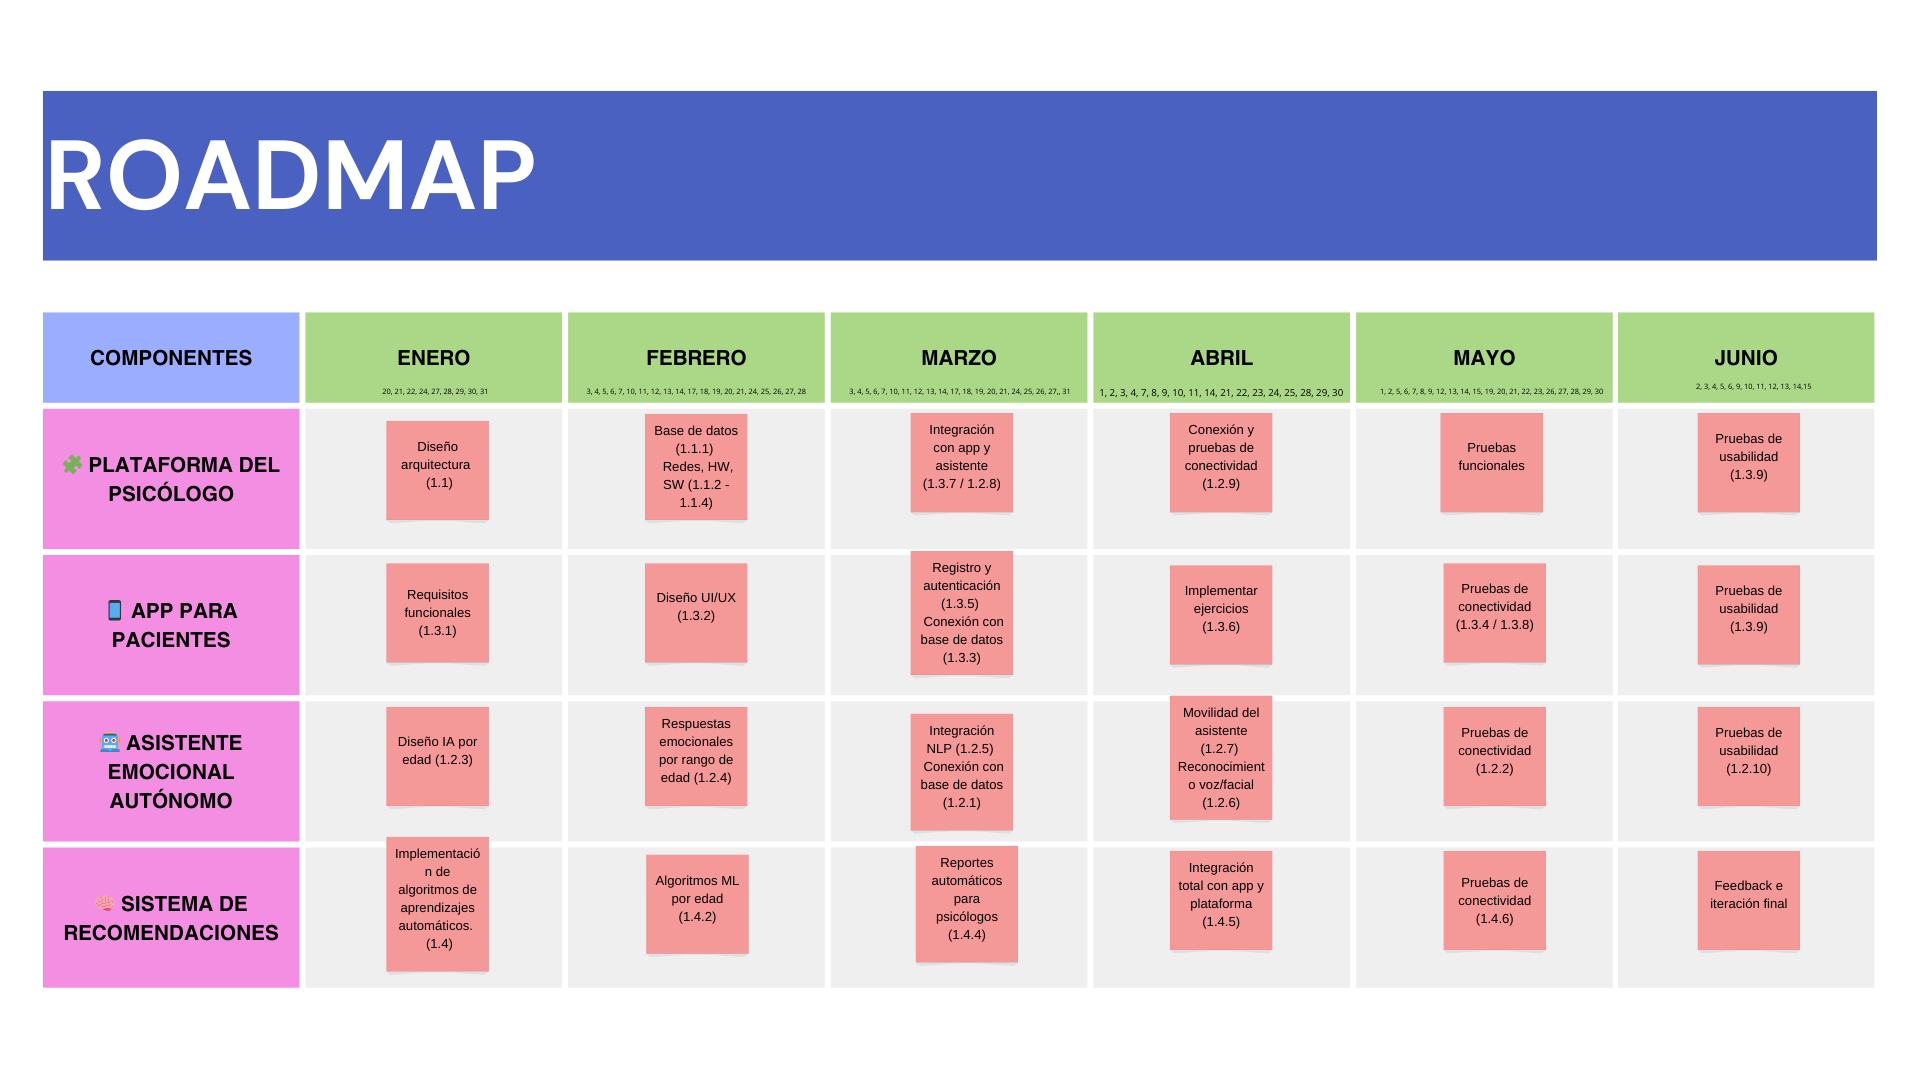 ROADMAP
COMPONENTES
ENERO
20, 21, 22, 24, 27, 28, 29, 30, 31
FEBRERO
3, 4, 5, 6, 7, 10, 11, 12, 13, 14, 17, 18, 19, 20, 21, 24, 25, 26, 27, 28
MARZO
3, 4, 5, 6, 7, 10, 11, 12, 13, 14, 17, 18, 19, 20, 21, 24, 25, 26, 27,, 31
ABRIL
1, 2, 3, 4, 7, 8, 9, 10, 11, 14, 21, 22, 23, 24, 25, 28, 29, 30
MAYO
1, 2, 5, 6, 7, 8, 9, 12, 13, 14, 15, 19, 20, 21, 22, 23, 26, 27, 28, 29, 30
JUNIO
2, 3, 4, 5, 6, 9, 10, 11, 12, 13, 14,15
PLATAFORMA DEL
PSICÓLOGO
Diseño
arquitectura
(1.1)
Base de datos
(1.1.1)
Redes, HW,
SW (1.1.2 -
1.1.4)
Integración
con app y
asistente
(1.3.7 / 1.2.8)
Conexión y
pruebas de
conectividad
(1.2.9)
Pruebas
funcionales
Pruebas de
usabilidad
(1.3.9)
APP PARA
PACIENTES
Requisitos
funcionales
(1.3.1)
Diseño UI/UX
(1.3.2)
Registro y
autenticación
(1.3.5)
Conexión con
base de datos
(1.3.3)
Implementar
ejercicios
(1.3.6)
Pruebas de
conectividad
(1.3.4 / 1.3.8)
Pruebas de
usabilidad
(1.3.9)
ASISTENTE
EMOCIONAL
AUTÓNOMO
Diseño IA por
edad (1.2.3)
Respuestas
emocionales
por rango de
edad (1.2.4)
Integración
NLP (1.2.5)
Conexión con
base de datos
(1.2.1)
Movilidad del
asistente
(1.2.7)
Reconocimient
o voz/facial
(1.2.6)
Pruebas de
conectividad
(1.2.2)
Pruebas de
usabilidad
(1.2.10)
SISTEMA DE
RECOMENDACIONES
Implementació
n de
algoritmos de
aprendizajes
automáticos.
(1.4)
Algoritmos ML
por edad
(1.4.2)
Reportes
automáticos
para
psicólogos
(1.4.4)
Integración
total con app y
plataforma
(1.4.5)
Pruebas de
conectividad
(1.4.6)
Feedback e
iteración final